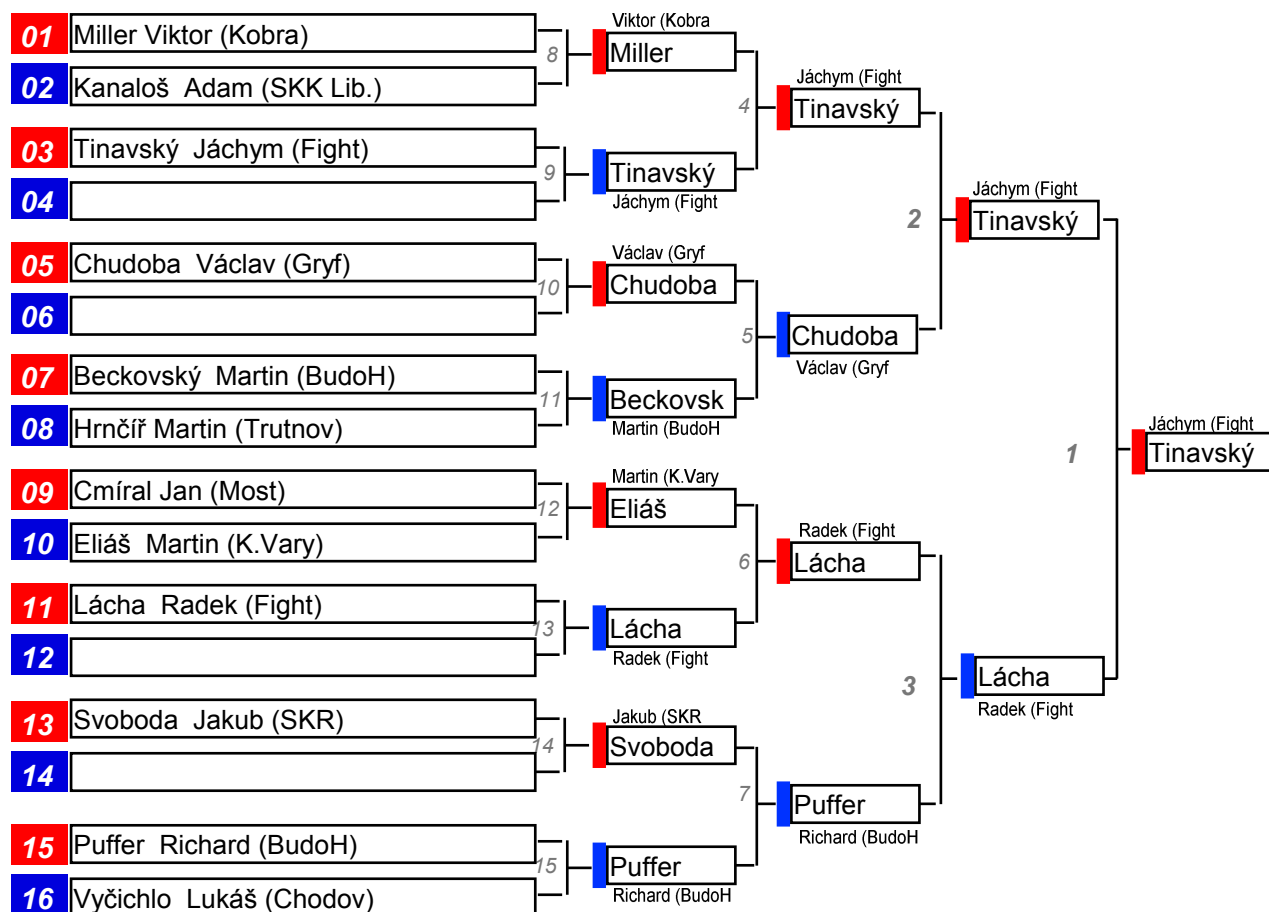 01 Miller Viktor (Kobra)
02 Kanaloš Adam (SKK Lib.)
03 Tinavský Jáchym (Fight)
04
05 Chudoba Václav (Gryf)
06
07 Beckovský Martin (BudoH)
08 Hrnčíř Martin (Trutnov)
09 Cmíral Jan (Most)
10 Eliáš Martin (K.Vary)
11 Lácha Radek (Fight)
12
13 Svoboda Jakub (SKR)
14
15 Puffer Richard (BudoH)
16 Vyčichlo Lukáš (Chodov)
8
9
10
11
12
13
14
15
Viktor (Kobra
Miller
Tinavský
Jáchym (Fight
Václav (Gryf
Chudoba
Beckovsk
Martin (BudoH
Martin (K.Vary
Eliáš
Lácha
Radek (Fight
Jakub (SKR
Svoboda
Puffer
Richard (BudoH
4
5
6
7
Jáchym (Fight
Tinavský
Chudoba
Václav (Gryf
Radek (Fight
Lácha
Puffer
Richard (BudoH
2
3
Jáchym (Fight
Tinavský
Lácha
Radek (Fight
1
Jáchym (Fight
Tinavský